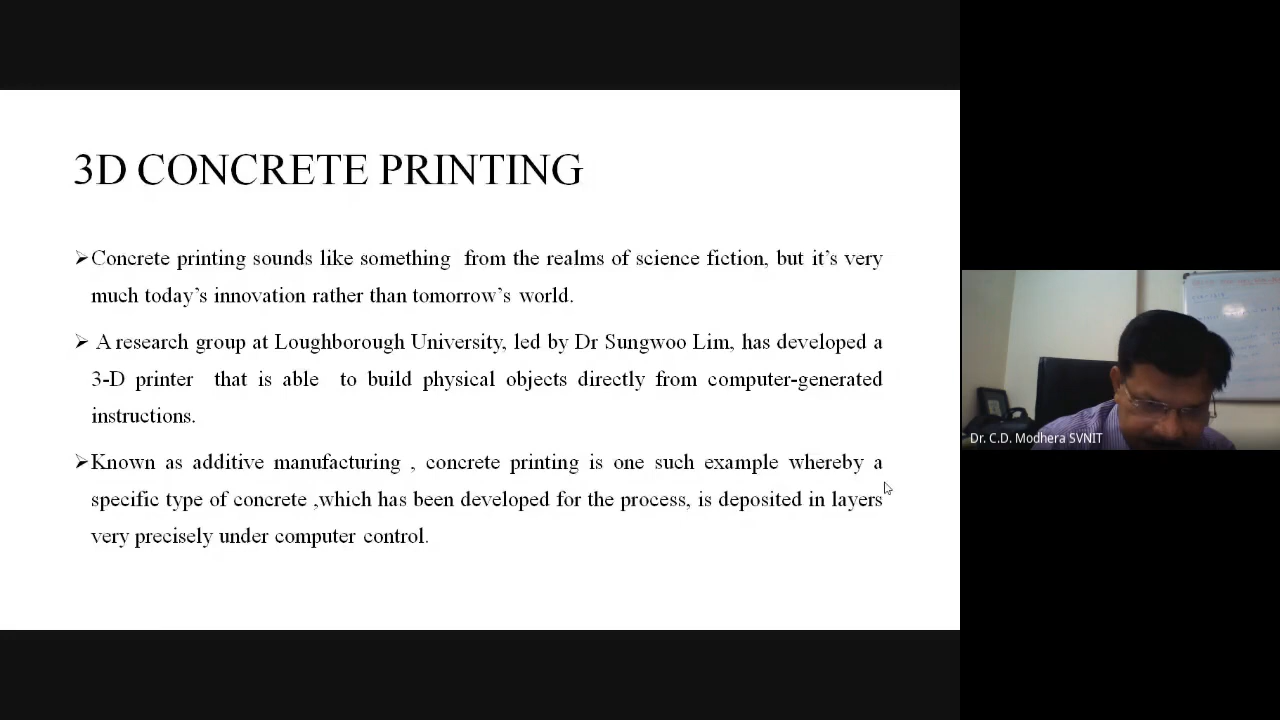 3D CONCRETE PRINTING
➢Concrete printing sounds like something from the realms of science fiction, but it’s very
much today’s innovation rather than tomorrow’s world.
➢ A research group at Loughborough University, led by Dr Sungwoo Lim, has developed a
3-D printer that is able to build physical objects directly from computer-generated
instructions.
➢Known as additive manufacturing , concrete printing is one such example whereby a
specific type of concrete ,which has been developed for the process, is deposited in layers
very precisely under computer control.
Dr. C.D. Modhera SVNIT